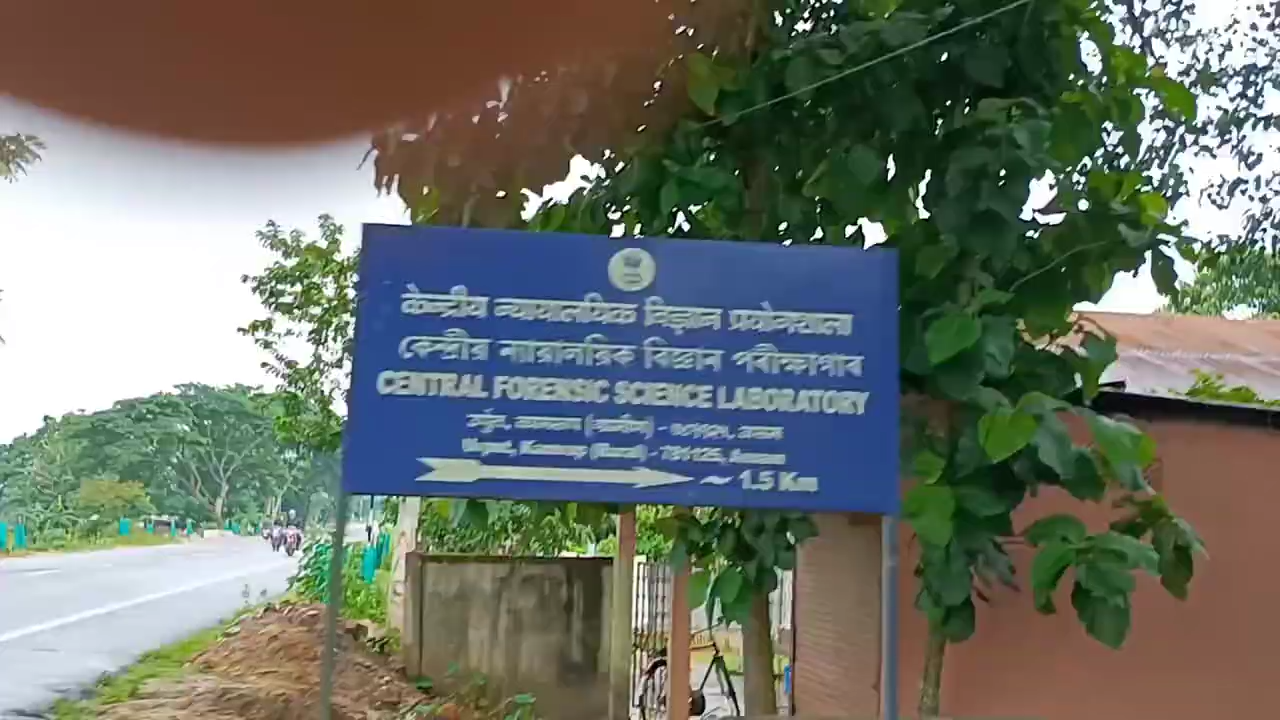 केन्द्रीय न्यायालयिक विज्ञान प्रयोगशाला
কেন্দ্ৰীয় ন্যায়ালয়িক বিজ্ঞান পৰীক্ষাগাৰ
CENTRAL FORENSIC SCIENCE LABORATORY
Kamrup (Rural) - 781125, Assam
~ 1.5 Km